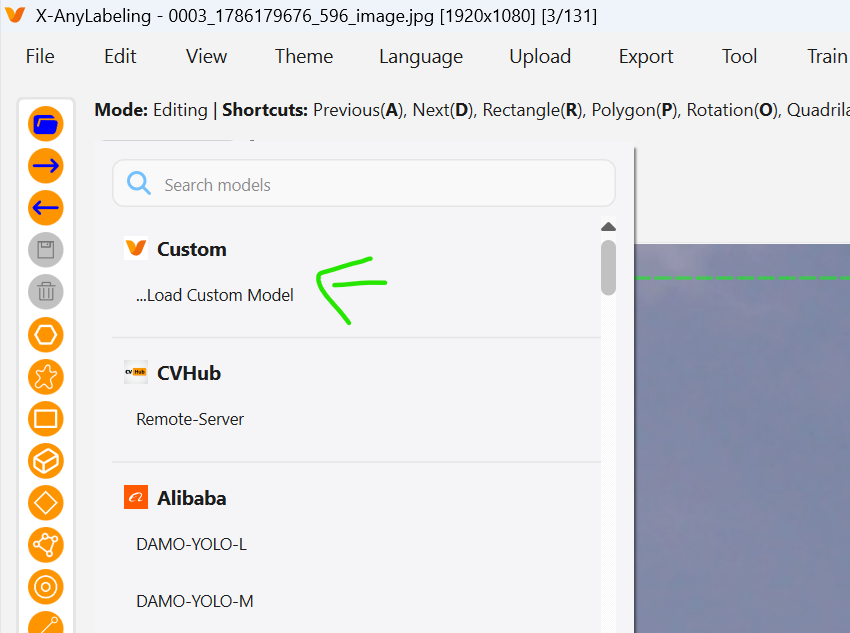 X-AnyLabeling - 0003_1786179676_596_image.jpg [1920x1080] [3/131]
File Edit View Theme Language Upload Export Tool Train
Mode: Editing | Shortcuts: Previous(A), Next(D), Rectangle(R), Polygon(P), Rotation(O), Quadrila
Search models
Custom
...Load Custom Model
CVHub
Remote-Server
Alibaba
DAMO-YOLO-L
DAMO-YOLO-M